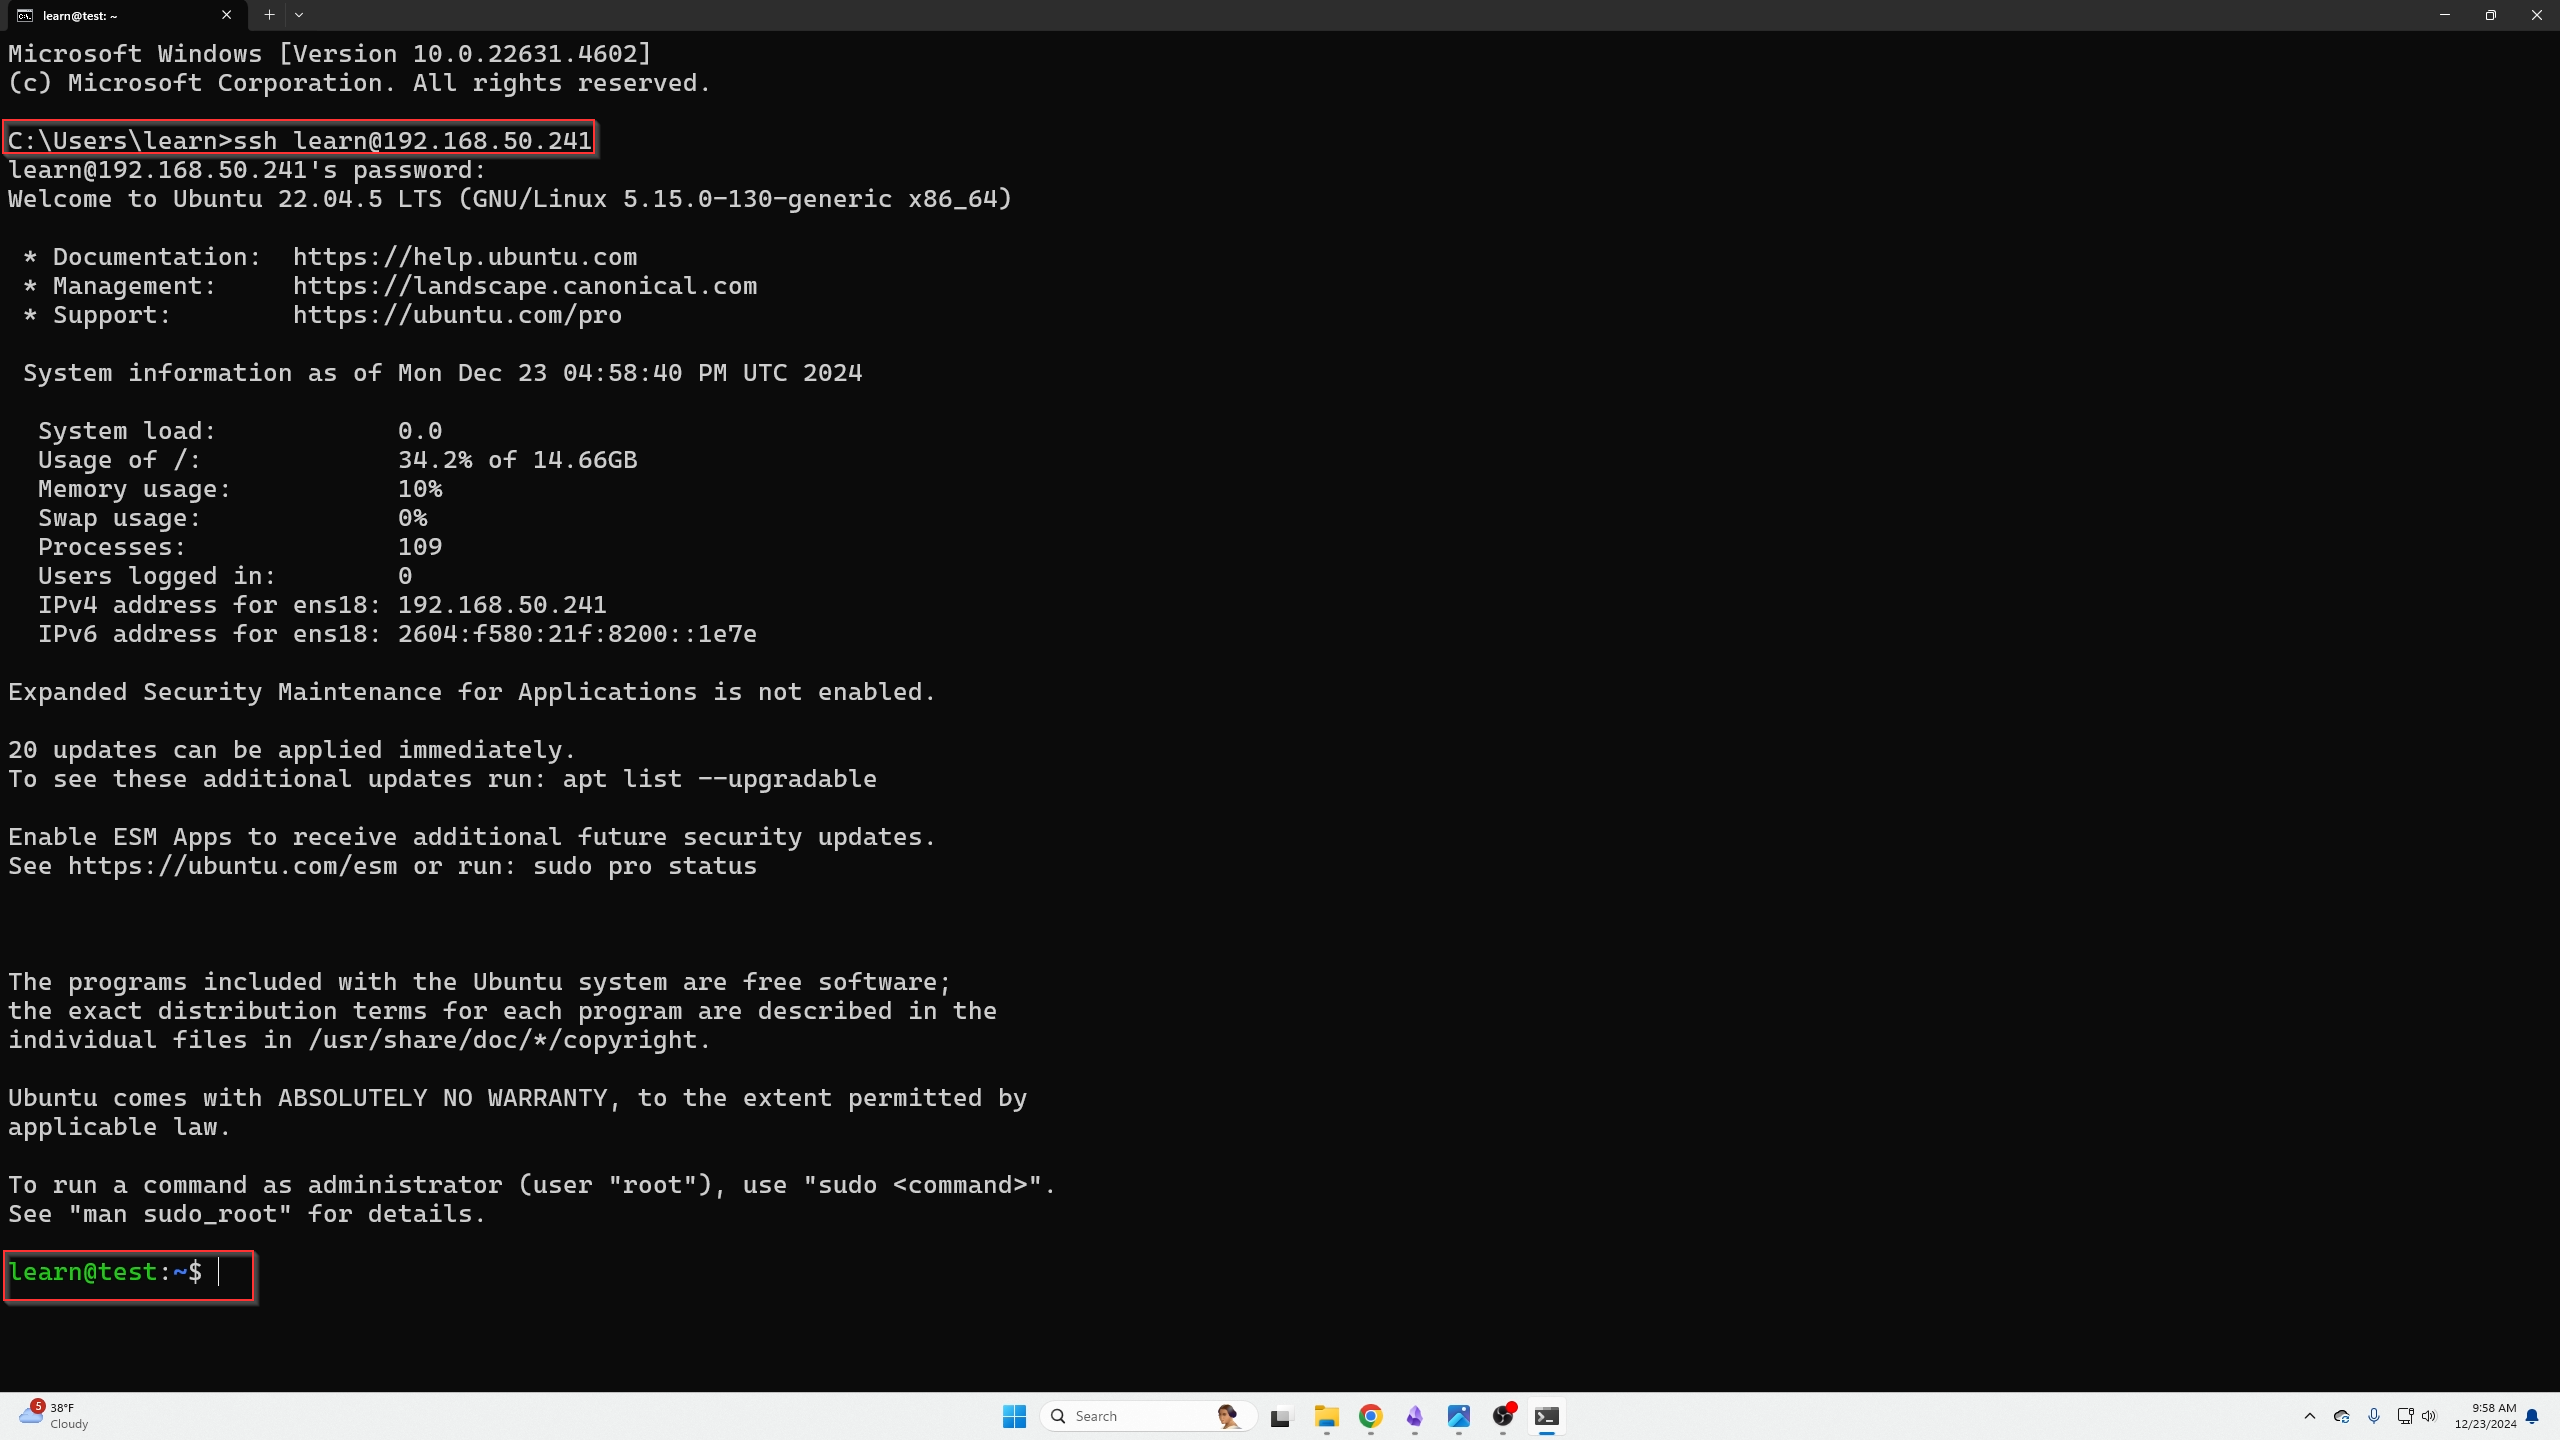 learn@test: ~
Microsoft Windows [Version 10.0.22631.4602]
(c) Microsoft Corporation. All rights reserved.
C:\Users\learn>ssh learn@192.168.50.241
learn@192.168.50.241's password:
Welcome to Ubuntu 22.04.5 LTS (GNU/Linux 5.15.0-130-generic x86_64)
* Documentation:  https://help.ubuntu.com
* Management:     https://landscape.canonical.com
* Support:        https://ubuntu.com/pro
System information as of Mon Dec 23 04:58:40 PM UTC 2024
System load:            0.0
Usage of /:             34.2% of 14.66GB
Memory usage:           10%
Swap usage:             0%
Processes:              109
Users logged in:        0
IPv4 address for ens18: 192.168.50.241
IPv6 address for ens18: 2604:f580:21f:8200::1e7e
Expanded Security Maintenance for Applications is not enabled.
20 updates can be applied immediately.
To see these additional updates run: apt list --upgradable
Enable ESM Apps to receive additional future security updates.
See https://ubuntu.com/esm or run: sudo pro status
The programs included with the Ubuntu system are free software;
the exact distribution terms for each program are described in the
individual files in /usr/share/doc/*/copyright.
Ubuntu comes with ABSOLUTELY NO WARRANTY, to the extent permitted by
applicable law.
To run a command as administrator (user "root"), use "sudo <command>".
See "man sudo_root" for details.
learn@test:~$
5
38°F
Cloudy
Search
9:58 AM
12/23/2024